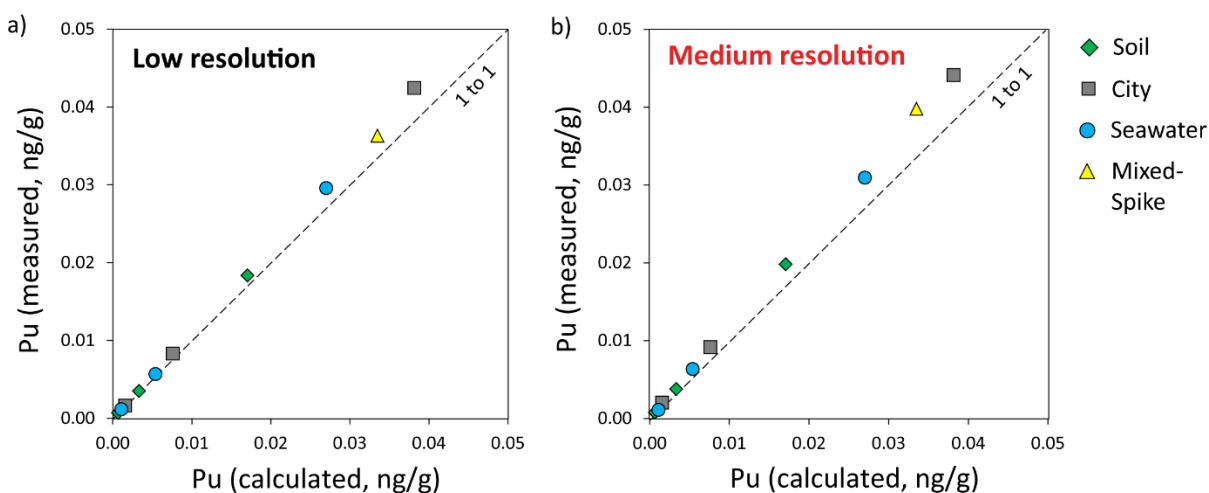 a)
Low resolution
1 to 1
0.05
0.04
0.03
0.02
0.01
0.00
0.00 0.01 0.02 0.03 0.04 0.05
Pu (measured, ng/g)
Pu (calculated, ng/g)
b)
Medium resolution
1 to 1
0.05
0.04
0.03
0.02
0.01
0.00
0.00 0.01 0.02 0.03 0.04 0.05
Pu (measured, ng/g)
Pu (calculated, ng/g)
Soil
City
Seawater
Mixed-
Spike